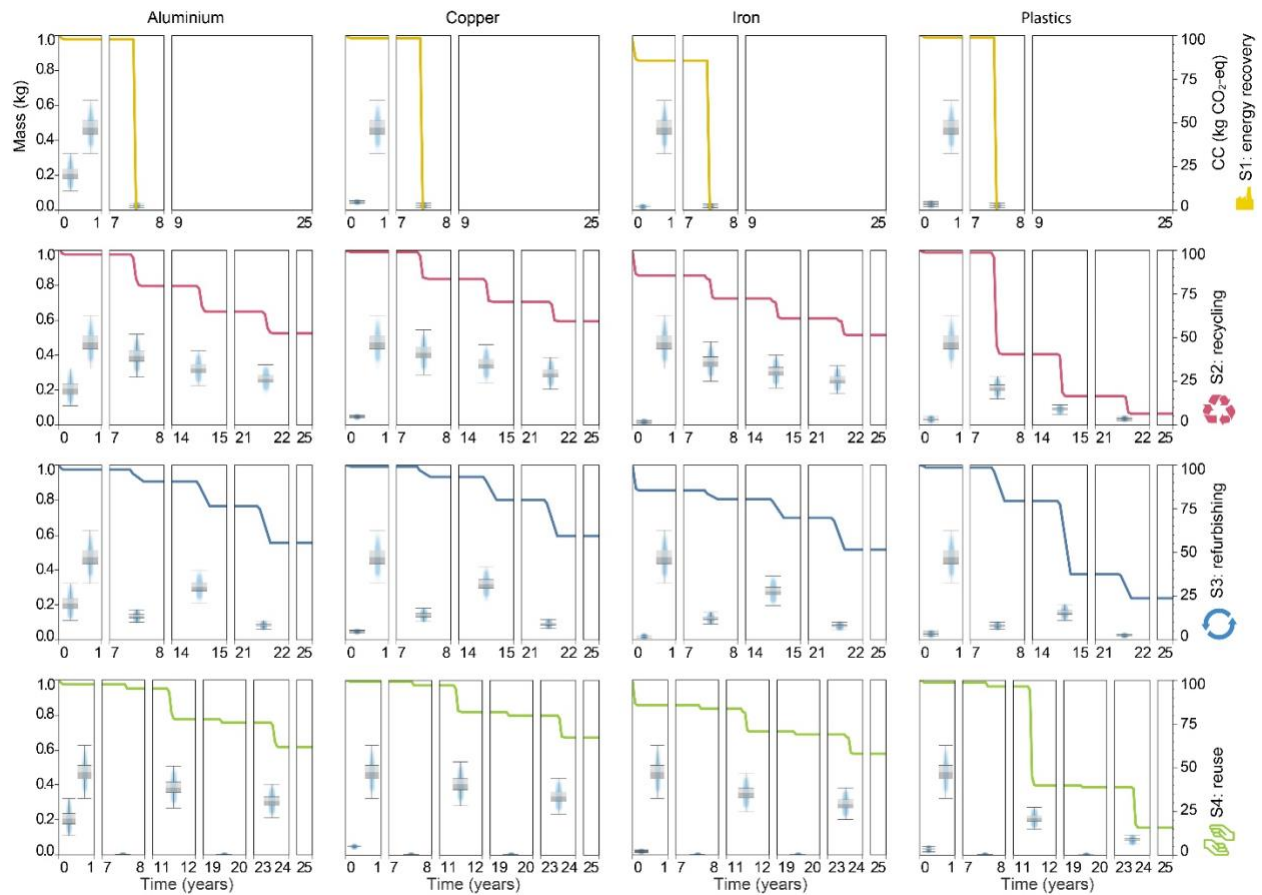 Aluminium Copper Iron Plastics
1.0 100
0.8 75
0.6 50
0.4 25
0.2 0
0.0
Mass (kg)
CC (kg CO₂-eq)
S1: energy recovery
0 1 7 8 9 25 0 1 7 8 9 25 0 1 7 8 9 25 0 1 7 8 9 25
1.0 100
0.8 75
0.6 50
0.4 25
0.2 0
0.0
S2: recycling
0 1 7 8 14 15 21 22 25 0 1 7 8 14 15 21 22 25 0 1 7 8 14 15 21 22 25 0 1 7 8 14 15 21 22 25
1.0 100
0.8 75
0.6 50
0.4 25
0.2 0
0.0
S3: refurbishing
0 1 7 8 14 15 21 22 25 0 1 7 8 14 15 21 22 25 0 1 7 8 14 15 21 22 25 0 1 7 8 14 15 21 22 25
1.0 100
0.8 75
0.6 50
0.4 25
0.2 0
0.0
S4: reuse
0 1 7 8 11 12 19 20 23 24 25 0 1 7 8 11 12 19 20 23 24 25 0 1 7 8 11 12 19 20 23 24 25 0 1 7 8 11 12 19 20 23 24 25
Time (years) Time (years) Time (years) Time (years)